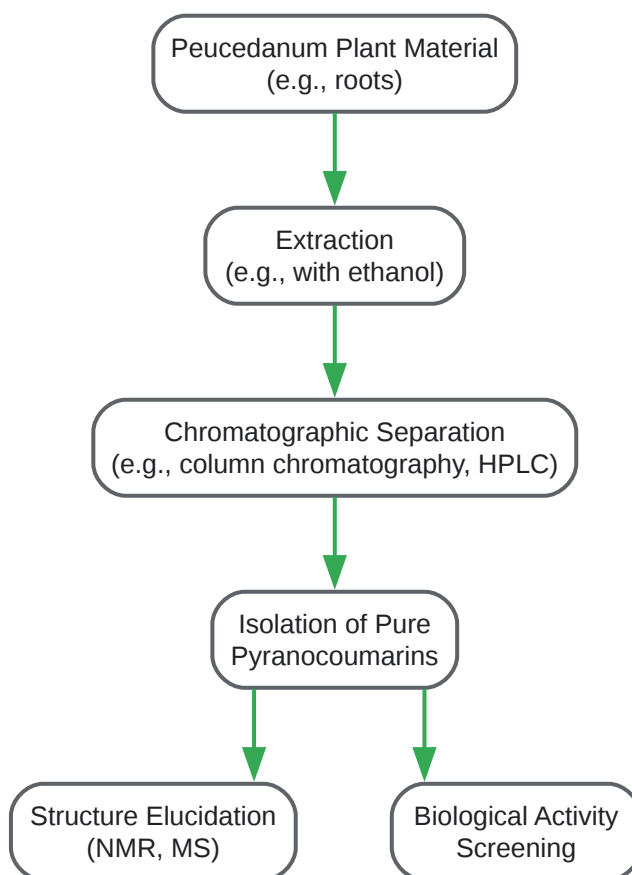 Peucedanum Plant Material
(e.g., roots)
Extraction
(e.g., with ethanol)
Chromatographic Separation
(e.g., column chromatography, HPLC)
Isolation of Pure
Pyranocoumarins
Structure Elucidation
(NMR, MS)
Biological Activity
Screening